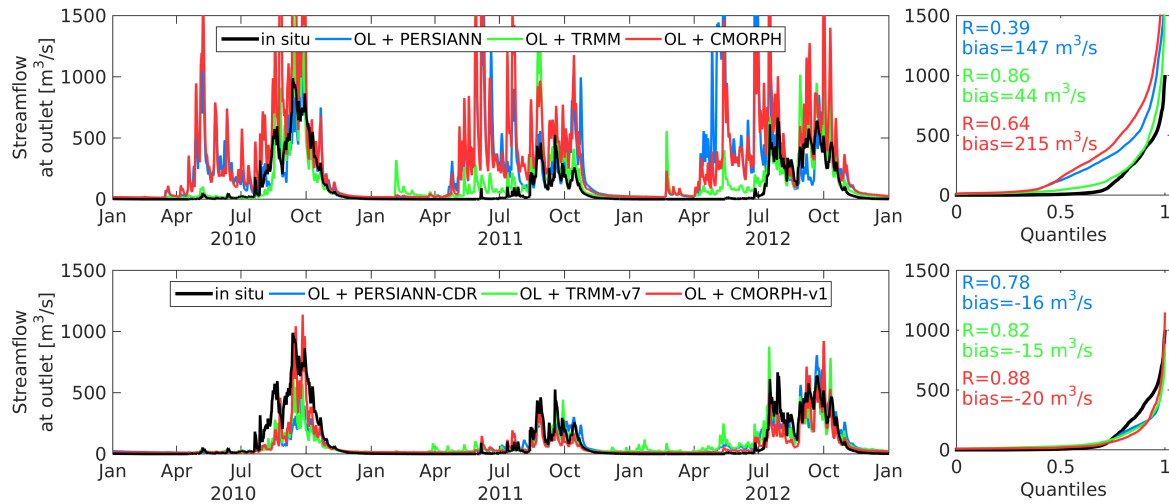 Streamflow
at outlet [m³/s]
1500
1000
500
0
in situ OL + PERSIANN OL + TRMM OL + CMORPH
Jan Apr Jul Oct Jan Apr Jul Oct Jan Apr Jul Oct Jan
2010 2011 2012
1500
1000
500
0
R=0.39
bias=147 m³/s
R=0.86
bias=44 m³/s
R=0.64
bias=215 m³/s
0 0.5 1
Quantiles
Streamflow
at outlet [m³/s]
1500
1000
500
0
in situ OL + PERSIANN-CDR OL + TRMM-v7 OL + CMORPH-v1
Jan Apr Jul Oct Jan Apr Jul Oct Jan Apr Jul Oct Jan
2010 2011 2012
1500
1000
500
0
R=0.78
bias=-16 m³/s
R=0.82
bias=-15 m³/s
R=0.88
bias=-20 m³/s
0 0.5 1
Quantiles